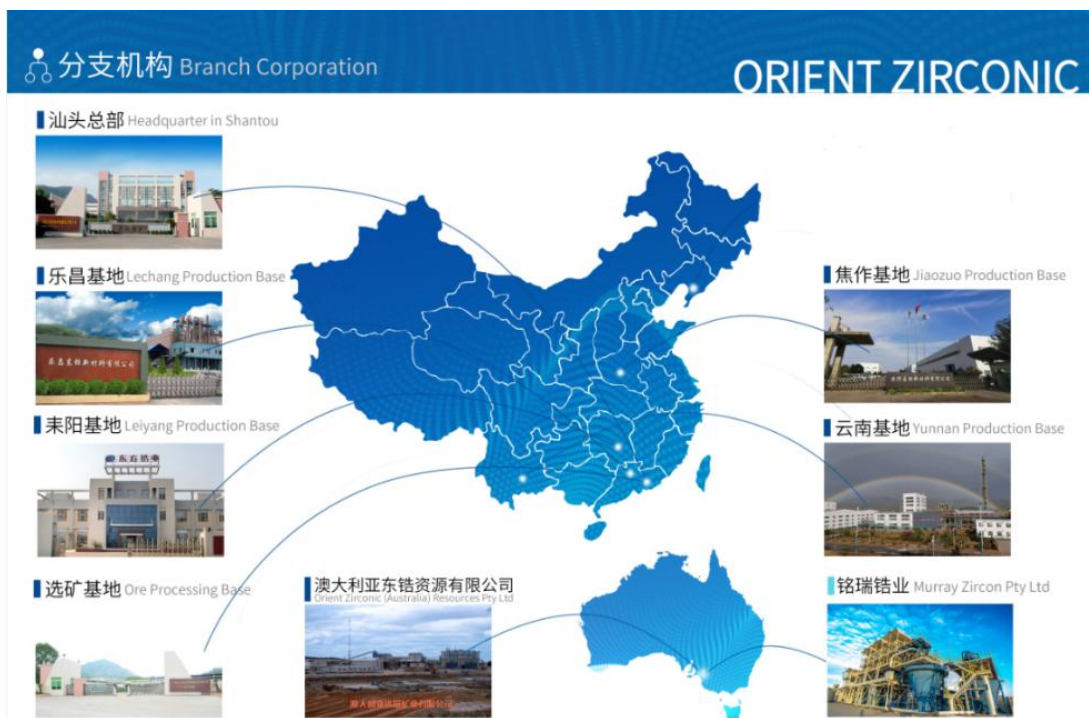 分支机构 Branch Corporation
ORIENT ZIRCONIC
汕头总部 Headquarter in Shantou
乐昌基地 Lechang Production Base
焦作基地 Jiaozuo Production Base
耒阳基地 Leiyang Production Base
云南基地 Yunnan Production Base
东方锆业
选矿基地 Ore Processing Base
澳大利亚东锆资源有限公司
Orient Zirconic (Australia) Resources Pty Ltd
铭瑞锆业 Murray Zircon Pty Ltd